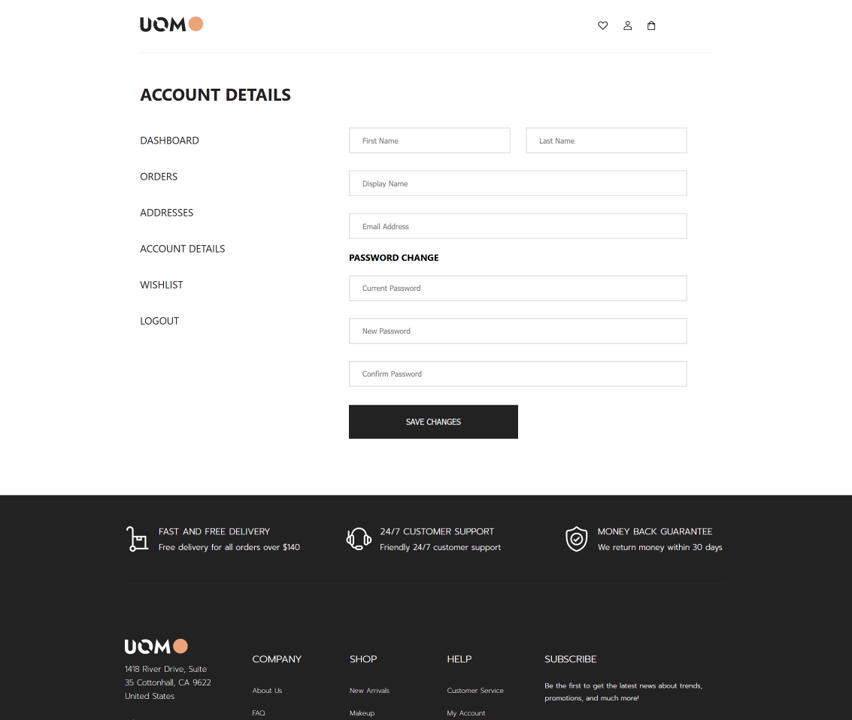 UOMO
ACCOUNT DETAILS
DASHBOARD
ORDERS
ADDRESSES
ACCOUNT DETAILS
WISHLIST
LOGOUT
First Name
Last Name
Display Name
Email Address
PASSWORD CHANGE
Current Password
New Password
Confirm Password
SAVE CHANGES
FAST AND FREE DELIVERY
Free delivery for all orders over $140
24/7 CUSTOMER SUPPORT
Friendly 24/7 customer support
MONEY BACK GUARANTEE
We return money within 30 days
UOMO
1418 River Drive, Suite
35 Cottonhall, CA 9622
United States
COMPANY
About Us
FAQ
SHOP
New Arrivals
Makeup
HELP
Customer Service
My Account
SUBSCRIBE
Be the first to get the latest news about trends,
promotions, and much more!